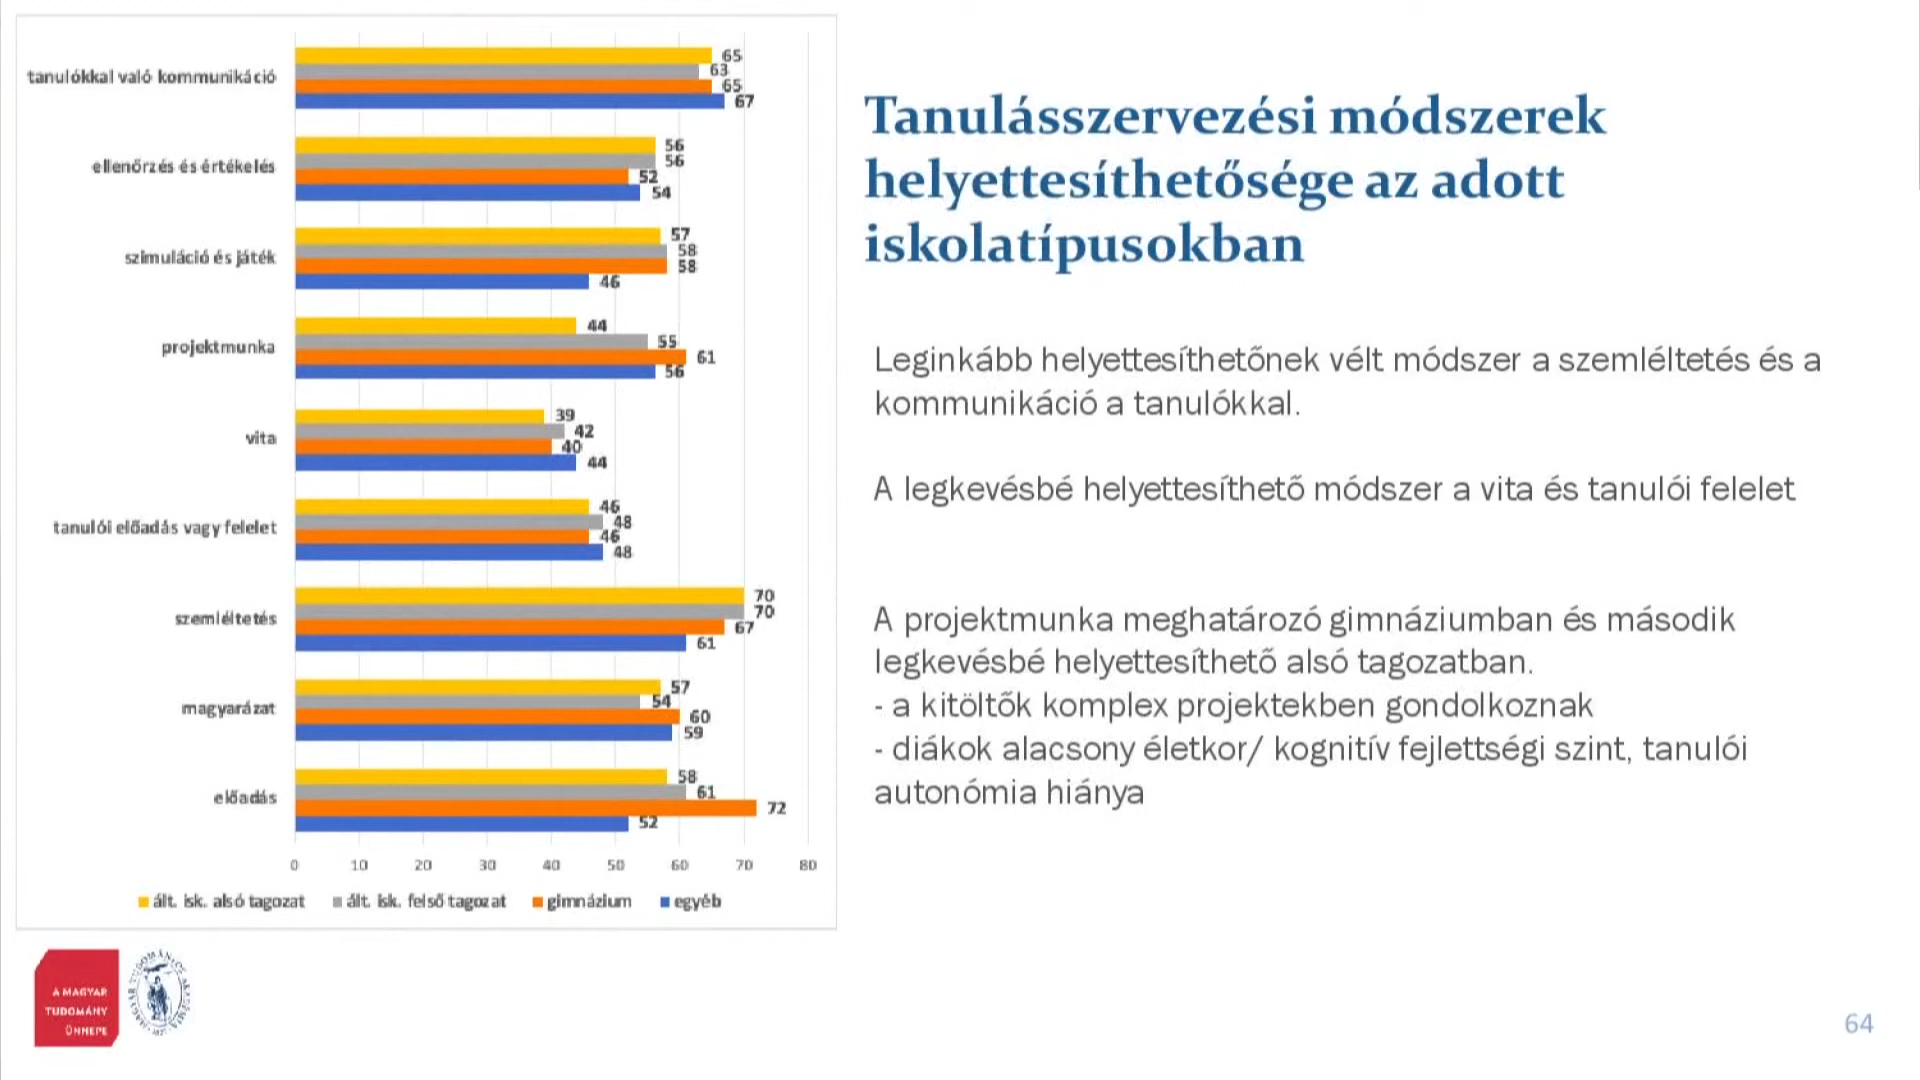 tanulókkal való kommunikáció
65
63
65
67
ellenőrzés és értékelés
56
56
52
54
szimuláció és játék
57
58
58
46
projektmunka
44
55
61
56
vita
39
42
40
44
tanulói előadás vagy felelet
46
48
46
48
szemléltetés
70
70
67
61
magyarázat
57
54
60
59
előadás
58
61
72
52
0 10 20 30 40 50 60 70 80
ált. isk. alsó tagozat ált. isk. felső tagozat gimnázium egyéb
Tanulásszervezési módszerek
helyettesíthetősége az adott
iskolatípusokban
Leginkább helyettesíthetőnek vélt módszer a szemléltetés és a
kommunikáció a tanulókkal.
A legkevésbé helyettesíthető módszer a vita és tanulói felelet
A projektmunka meghatározó gimnáziumban és második
legkevésbé helyettesíthető alsó tagozatban.
- a kitöltők komplex projektekben gondolkoznak
- diákok alacsony életkor/ kognitív fejlettségi szint, tanulói
autonómia hiánya
A MAGYAR
TUDOMÁNY
ÜNNEPE
64